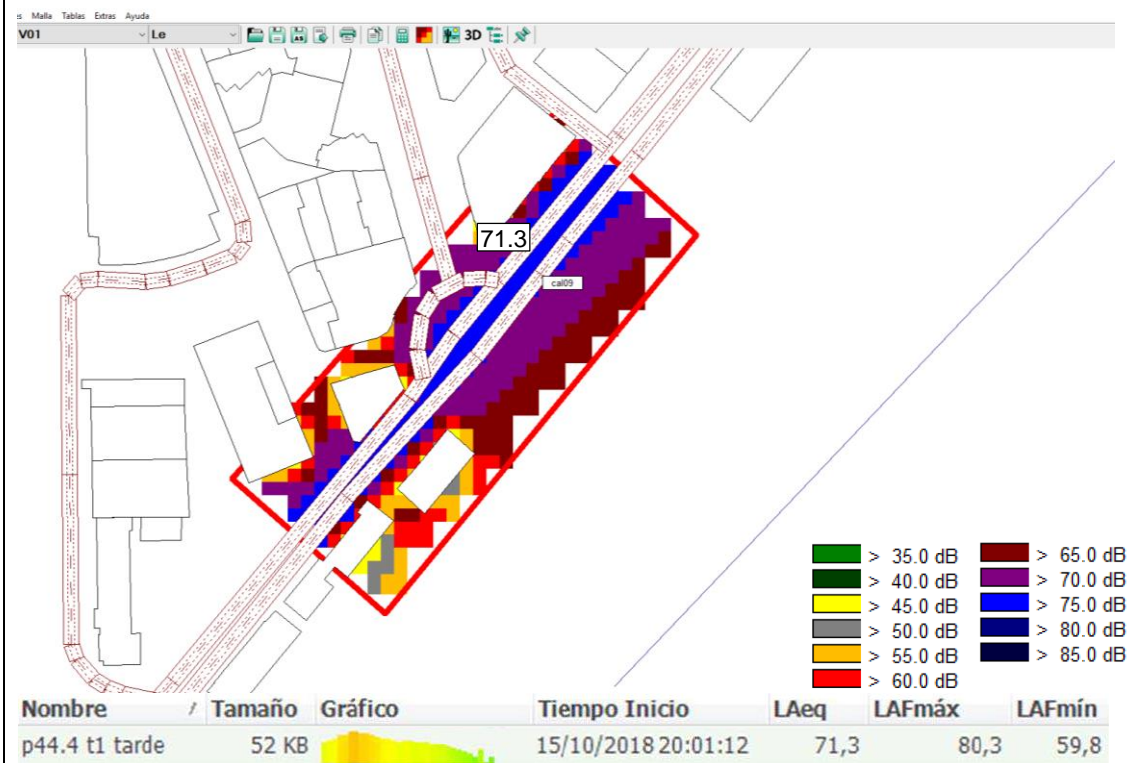 s Malla Tablas Extras Ayuda
V01 Le 3D
71.3
cal09
> 35.0 dB > 65.0 dB
> 40.0 dB > 70.0 dB
> 45.0 dB > 75.0 dB
> 50.0 dB > 80.0 dB
> 55.0 dB > 85.0 dB
> 60.0 dB
Nombre / Tamaño Gráfico Tiempo Inicio LAeq LAFmáx LAFmín
p44.4 t1 tarde 52 KB 15/10/2018 20:01:12 71,3 80,3 59,8